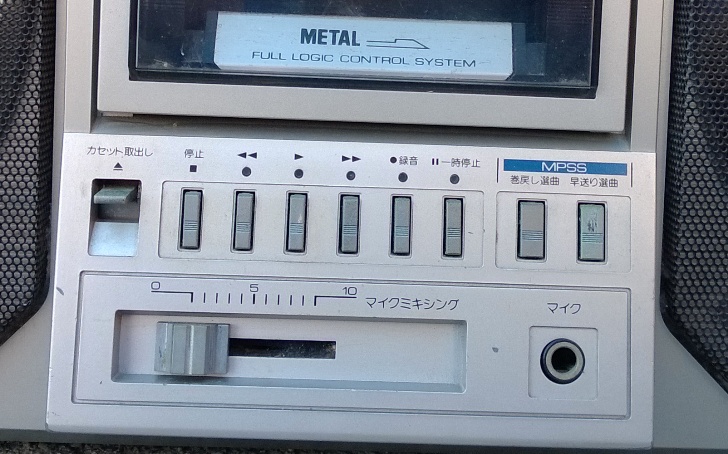 METAL
FULL LOGIC CONTROL SYSTEM
カセット取出し 停止 録音 一時停止
MPSS
巻戻し選曲 早送り選曲
0 5 10 マイクミキシング
マイク